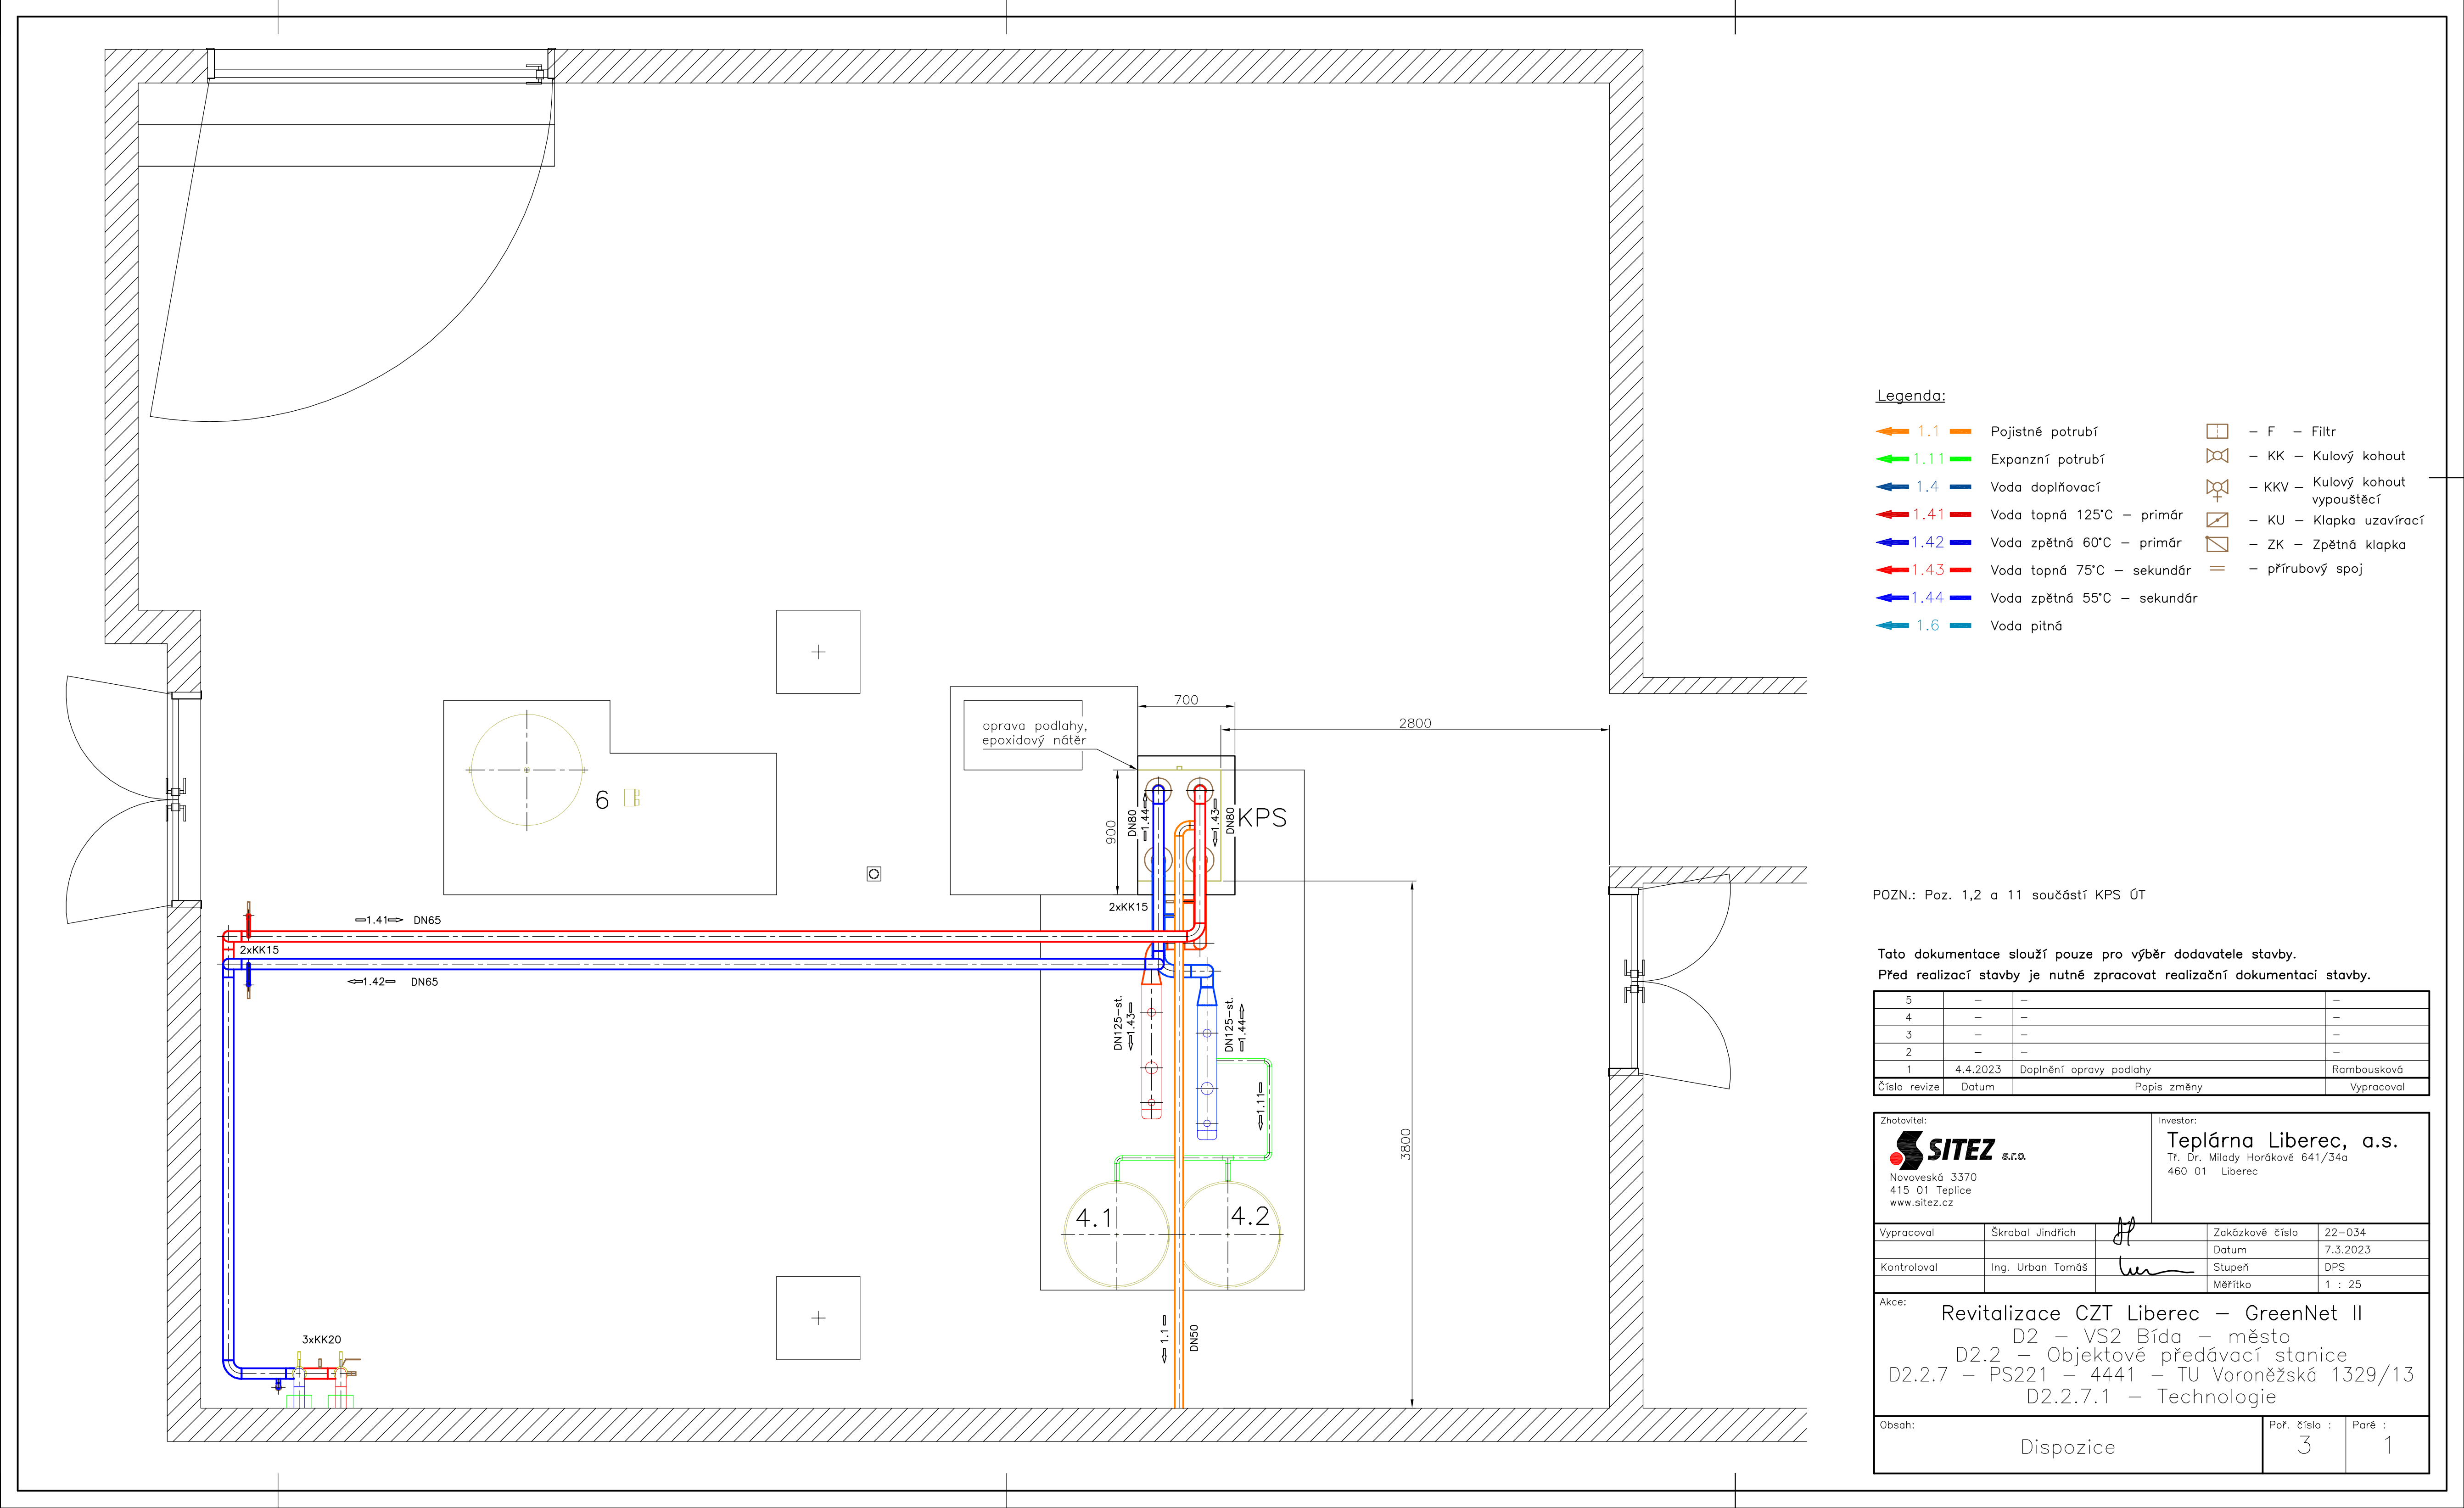 oprava podlahy,
epoxidový nátěr
700
2800
900
DN80
1.44
1.43
DN80
KPS
6
2xKK15
1.41 DN65
2xKK15
1.42 DN65
DN125-st.
1.43
DN125-st.
1.44
1.11
3800
4.1
4.2
3xKK20
1.1
DN50
Legenda:
1.1 Pojistné potrubí
1.11 Expanzní potrubí
1.4 Voda doplňovací
1.41 Voda topná 125°C – primár
1.42 Voda zpětná 60°C – primár
1.43 Voda topná 75°C – sekundár
1.44 Voda zpětná 55°C – sekundár
1.6 Voda pitná
– F – Filtr
– KK – Kulový kohout
– KKV – Kulový kohout
vypouštěcí
– KU – Klapka uzavírací
– ZK – Zpětná klapka
– přírubový spoj
POZN.: Poz. 1,2 a 11 součástí KPS ÚT
Tato dokumentace slouží pouze pro výběr dodavatele stavby.
Před realizací stavby je nutné zpracovat realizační dokumentaci stavby.
5 – – –
4 – – –
3 – – –
2 – – –
1 4.4.2023 Doplnění opravy podlahy Rambousková
Číslo revize Datum Popis změny Vypracoval
Zhotovitel:
SITEZ s.r.o.
Novoveská 3370
415 01 Teplice
www.sitez.cz
Investor:
Teplárna Liberec, a.s.
Tř. Dr. Milady Horákové 641/34a
460 01 Liberec
Vypracoval Škrabal Jindřich Zakázkové číslo 22-034
Datum 7.3.2023
Kontroloval Ing. Urban Tomáš Stupeň DPS
Měřítko 1 : 25
Akce:
Revitalizace CZT Liberec – GreenNet II
D2 – VS2 Bída – město
D2.2 – Objektové předávací stanice
D2.2.7 – PS221 – 4441 – TU Voroněžská 1329/13
D2.2.7.1 – Technologie
Obsah:
Dispozice
Poř. číslo :
3
Paré :
1